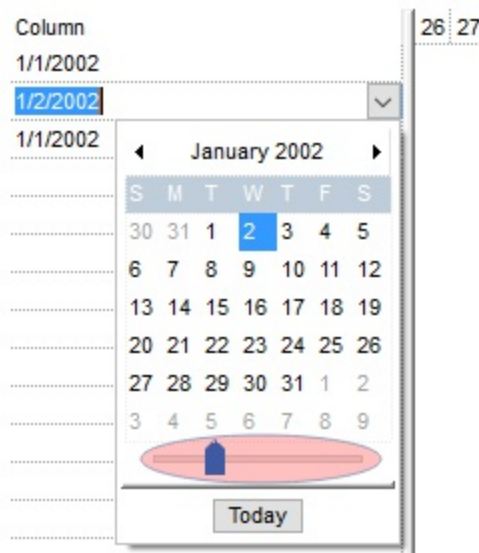 Column
26 27
1/1/2002
1/2/2002
1/1/2002
January 2002
S M T W T F S
30 31 1 2 3 4 5
6 7 8 9 10 11 12
13 14 15 16 17 18 19
20 21 22 23 24 25 26
27 28 29 30 31 1 2
3 4 5 6 7 8 9
Today